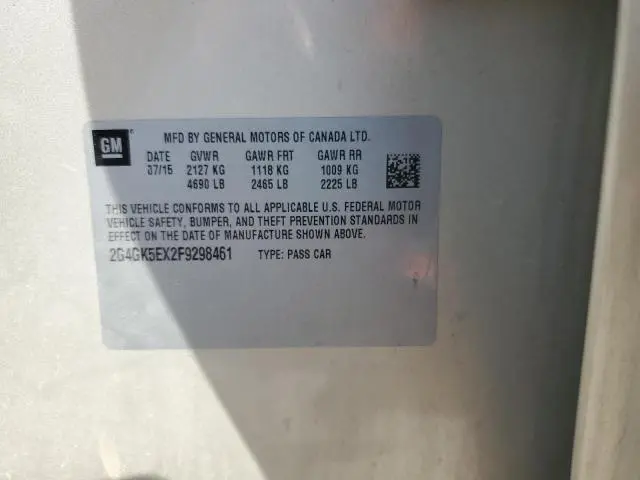 GM
MFD BY GENERAL MOTORS OF CANADA LTD.
DATE GVWR GAWR FRT GAWR RR
07/15 2127 KG 1118 KG 1009 KG
4690 LB 2465 LB 2225 LB
THIS VEHICLE CONFORMS TO ALL APPLICABLE U.S. FEDERAL MOTOR
VEHICLE SAFETY, BUMPER, AND THEFT PREVENTION STANDARDS IN
EFFECT ON THE DATE OF MANUFACTURE SHOWN ABOVE.
2G4GK5EX2F9298461 TYPE: PASS CAR